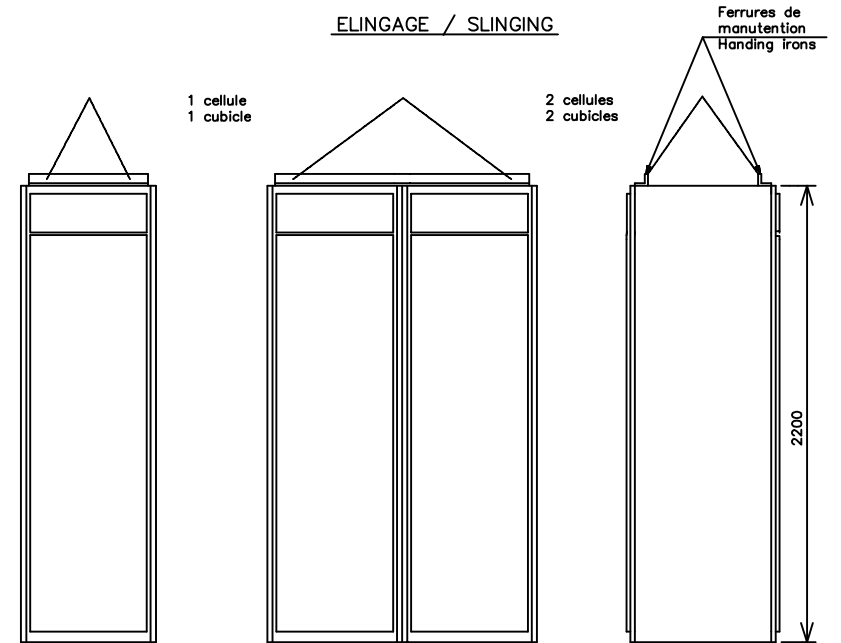 ELINGAGE / SLINGING
Ferrures de
manutention
Handing irons
1 cellule
1 cubicle
2 cellules
2 cubicles
2200